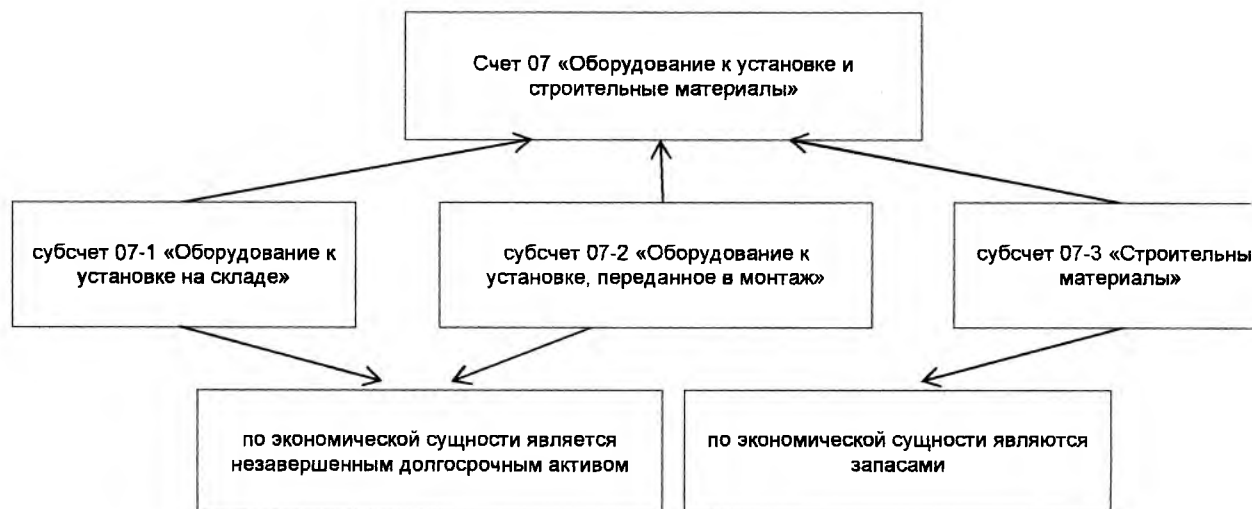 Счет 07 «Оборудование к установке и
строительные материалы»
субсчет 07-1 «Оборудование к
установке на складе»
субсчет 07-2 «Оборудование к
установке, переданное в монтаж»
субсчет 07-3 «Строительны
материалы»
по экономической сущности является
незавершенным долгосрочным активом
по экономической сущности являются
запасами